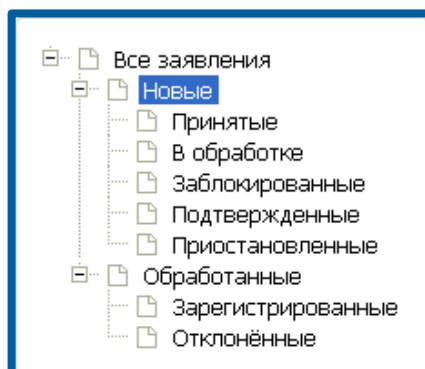 Все заявления
Новые
Принятые
В обработке
Заблокированные
Подтвержденные
Приостановленные
Обработанные
Зарегистрированные
Отклонённые